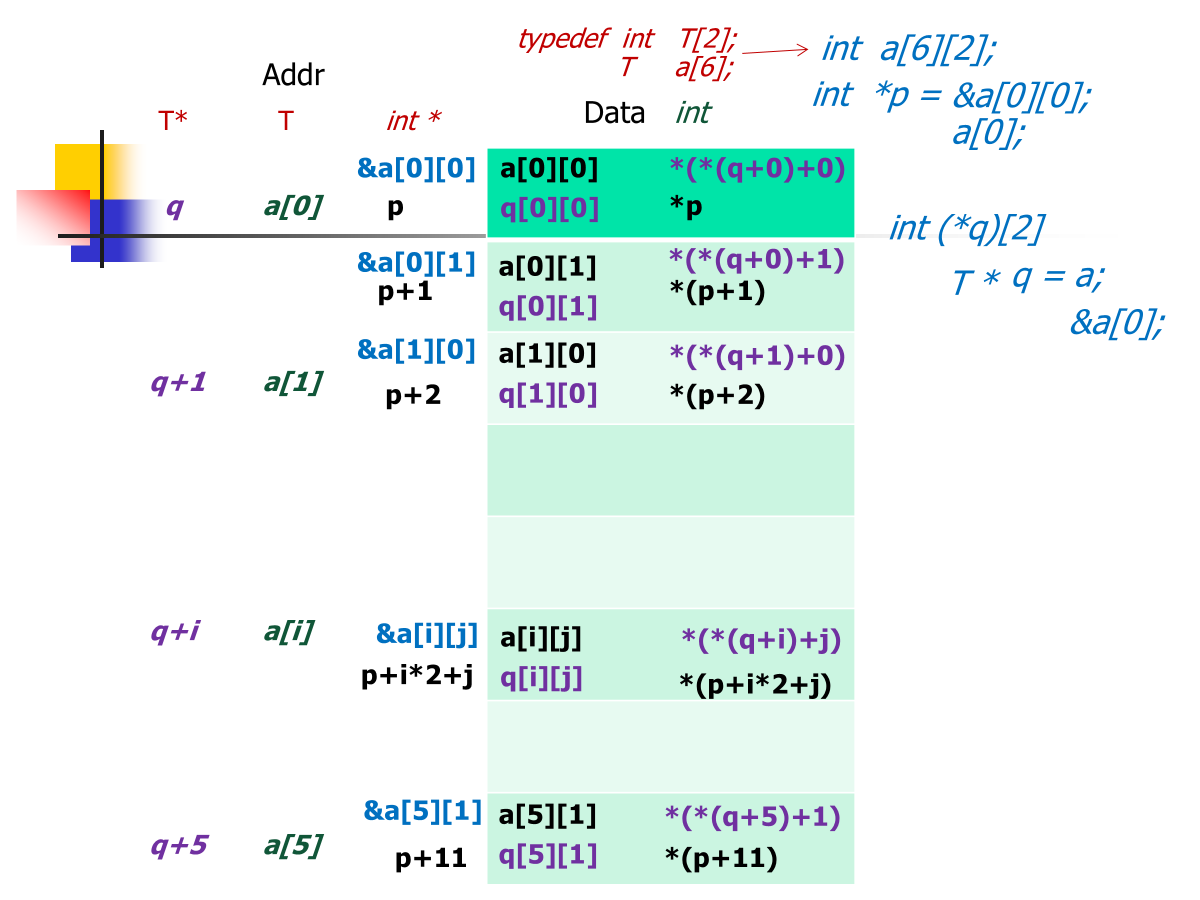 typedef int T[2];
T a[6];
int a[6][2];
int *p = &a[0][0];
a[0];
Addr
T* T int *
Data int
&a[0][0] a[0][0] *(*(q+0)+0)
q a[0] p q[0][0] *p
int (*q)[2]
T * q = a;
&a[0];
&a[0][1] a[0][1] *(*(q+0)+1)
p+1 q[0][1] *(p+1)
&a[1][0] a[1][0] *(*(q+1)+0)
q+1 a[1] p+2 q[1][0] *(p+2)
q+i a[i] &a[i][j] a[i][j] *(*(q+i)+j)
p+i*2+j q[i][j] *(p+i*2+j)
&a[5][1] a[5][1] *(*(q+5)+1)
q+5 a[5] p+11 q[5][1] *(p+11)